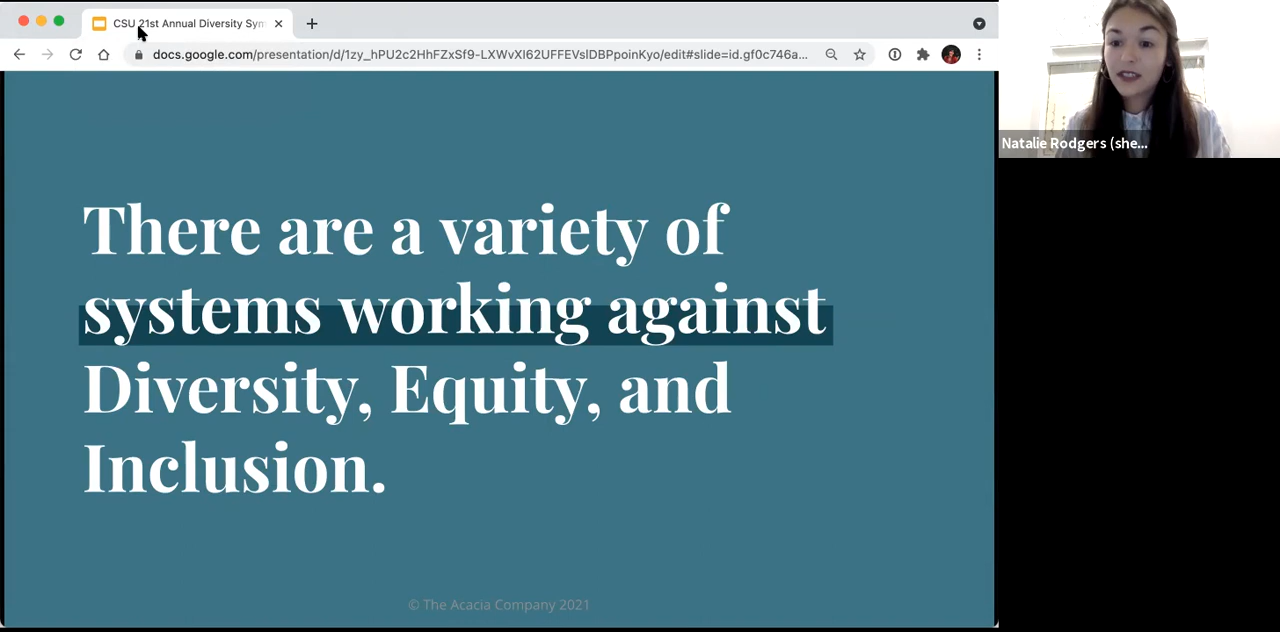 CSU 21st Annual Diversity Sym
docs.google.com/presentation/d/1zy_hPU2c2HhFZxSf9-LXWvXI62UFFEVslDBPpoinKyo/edit#slide=id.gf0c746a...
Natalie Rodgers (she...
There are a variety of
systems working against
Diversity, Equity, and
Inclusion.
© The Acacia Company 2021